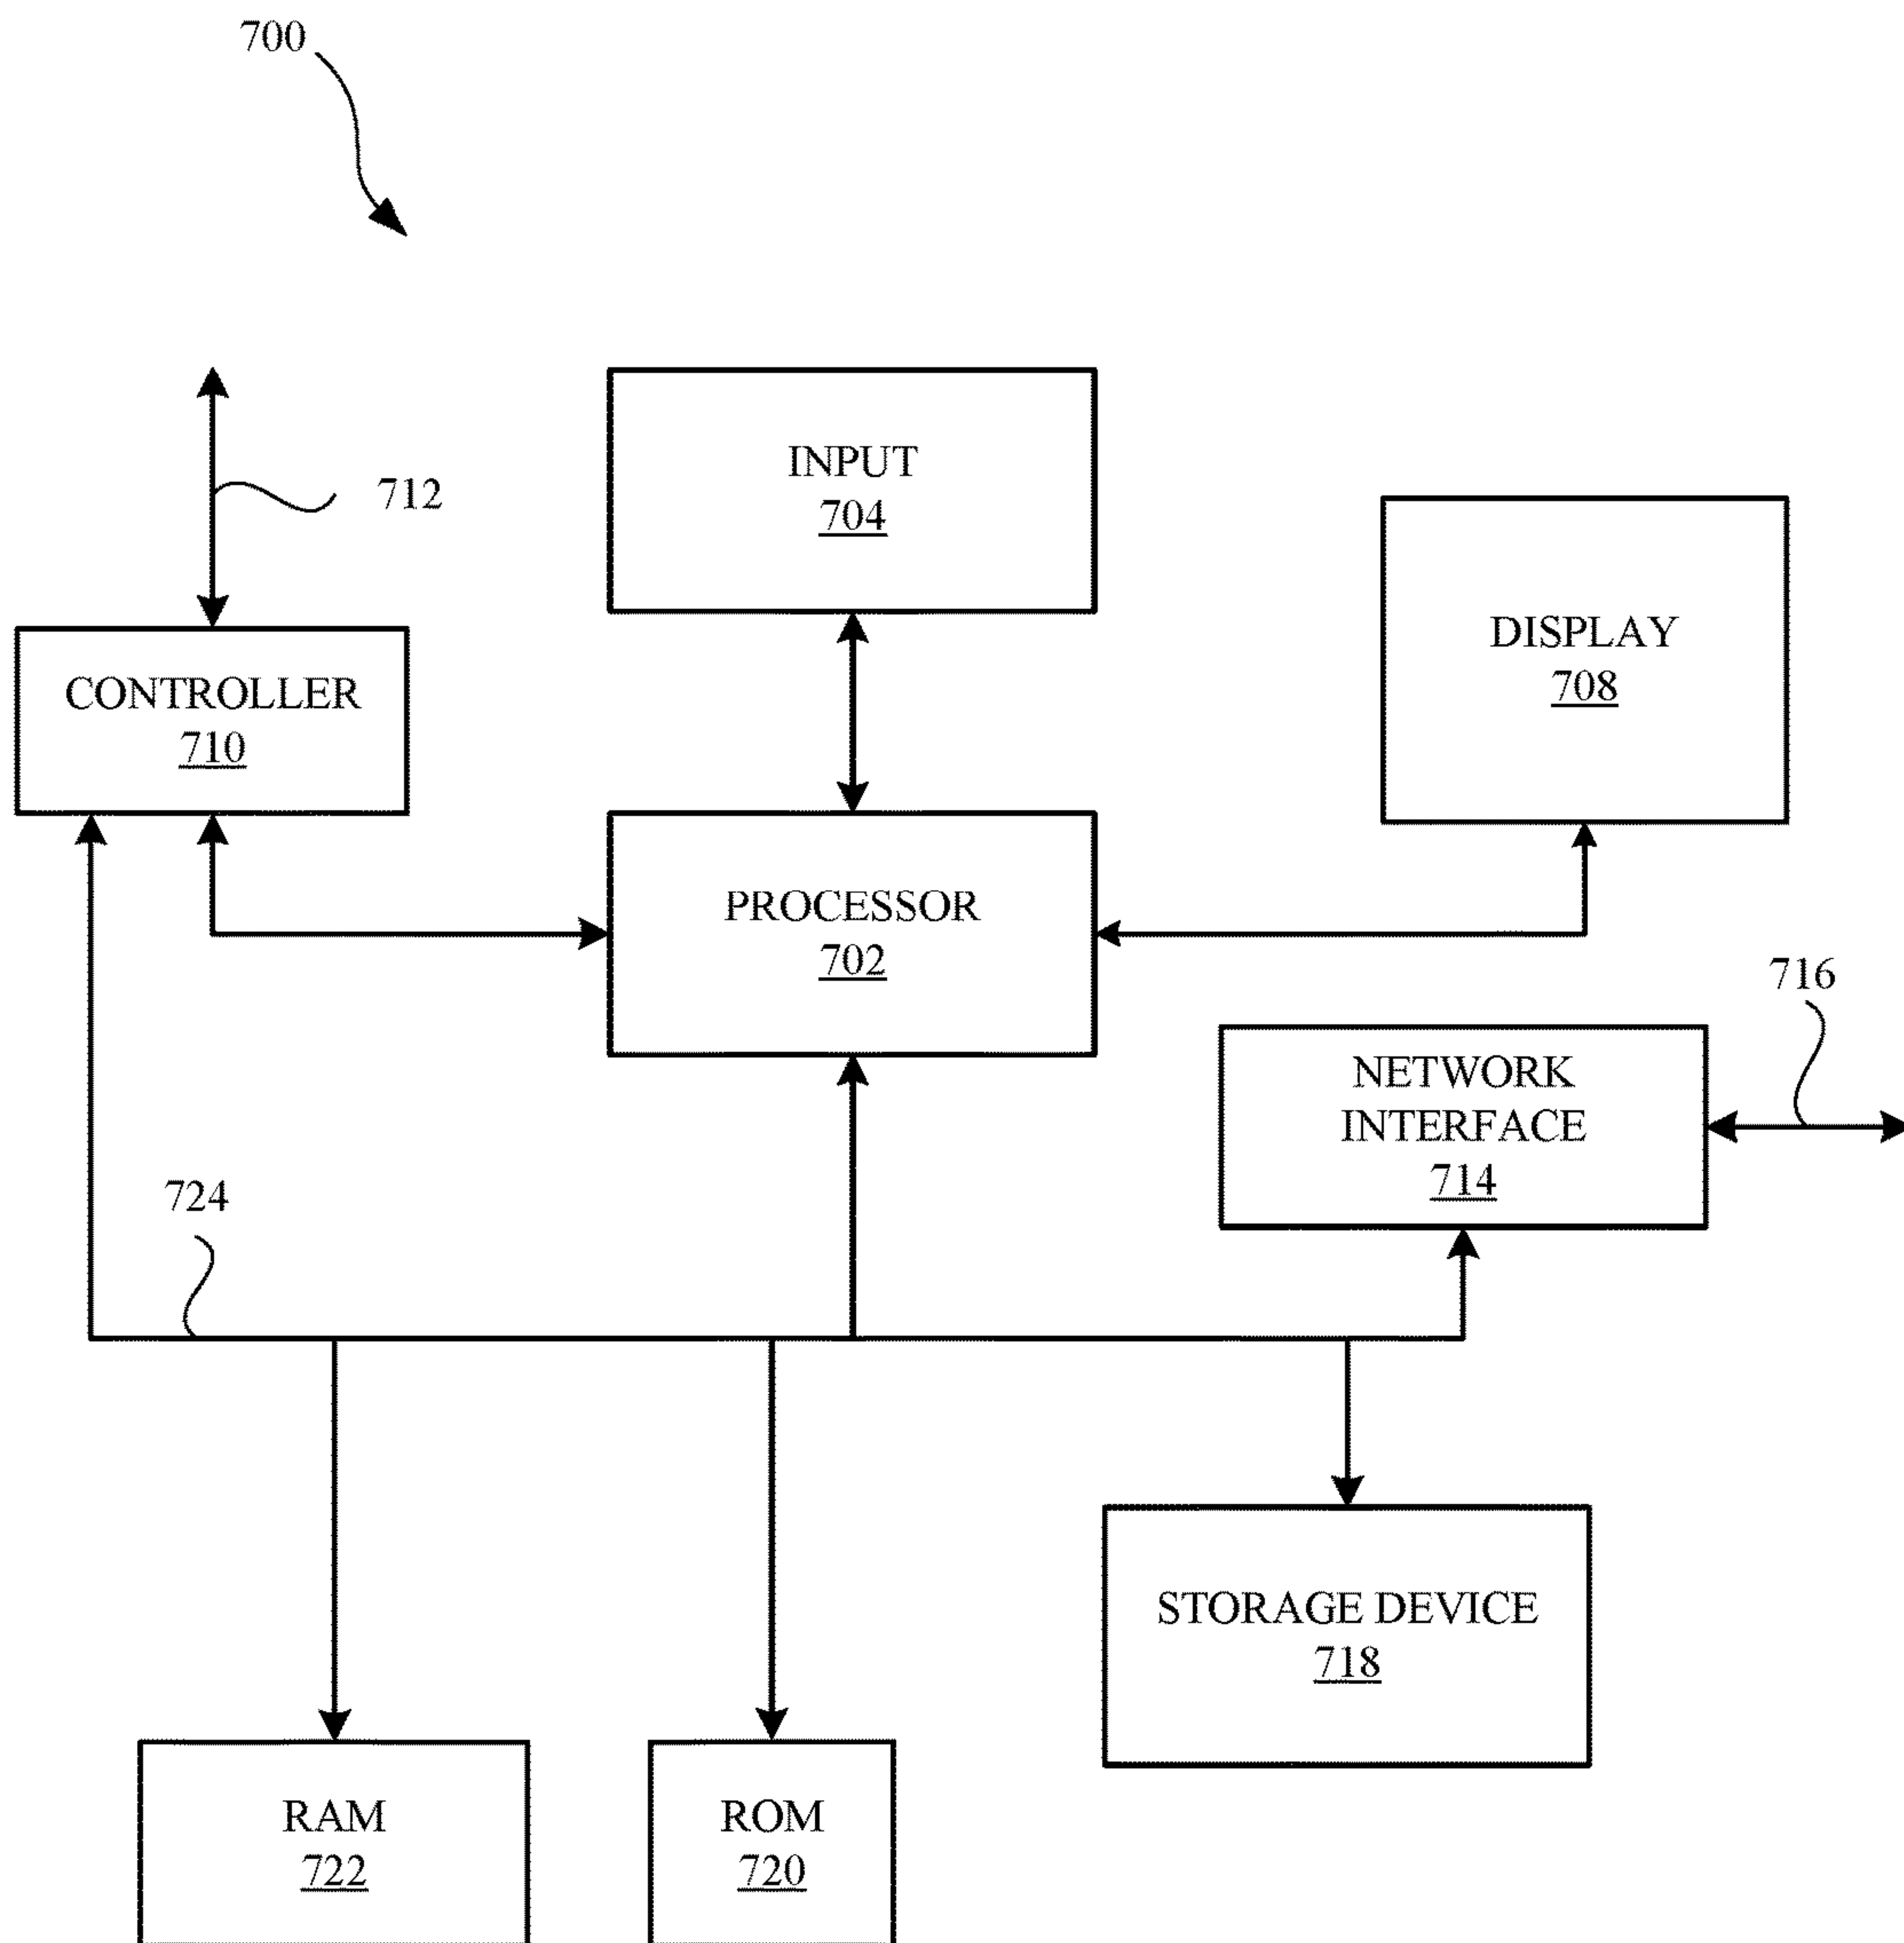 700
712
INPUT
704
DISPLAY
708
CONTROLLER
710
PROCESSOR
702
716
NETWORK
INTERFACE
714
724
STORAGE DEVICE
718
RAM
722
ROM
720